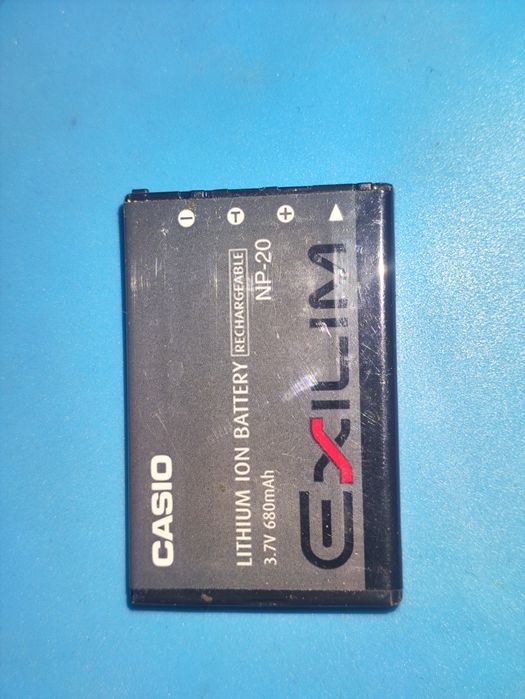 CASIO
LITHIUM ION BATTERY RECHARGEABLE
3.7V 680mAh NP-20
EXILIM